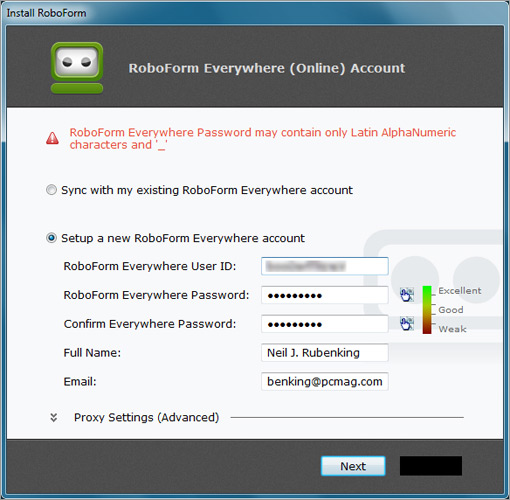 Install RoboForm
RoboForm Everywhere (Online) Account
RoboForm Everywhere Password may contain only Latin AlphaNumeric
characters and '_'
Sync with my existing RoboForm Everywhere account
Setup a new RoboForm Everywhere account
RoboForm Everywhere User ID:
RoboForm Everywhere Password: ●●●●●●●●●
Excellent
Good
Weak
Confirm Everywhere Password: ●●●●●●●●●
Full Name: Neil J. Rubenking
Email: benking@pcmag.com
Proxy Settings (Advanced)
Next